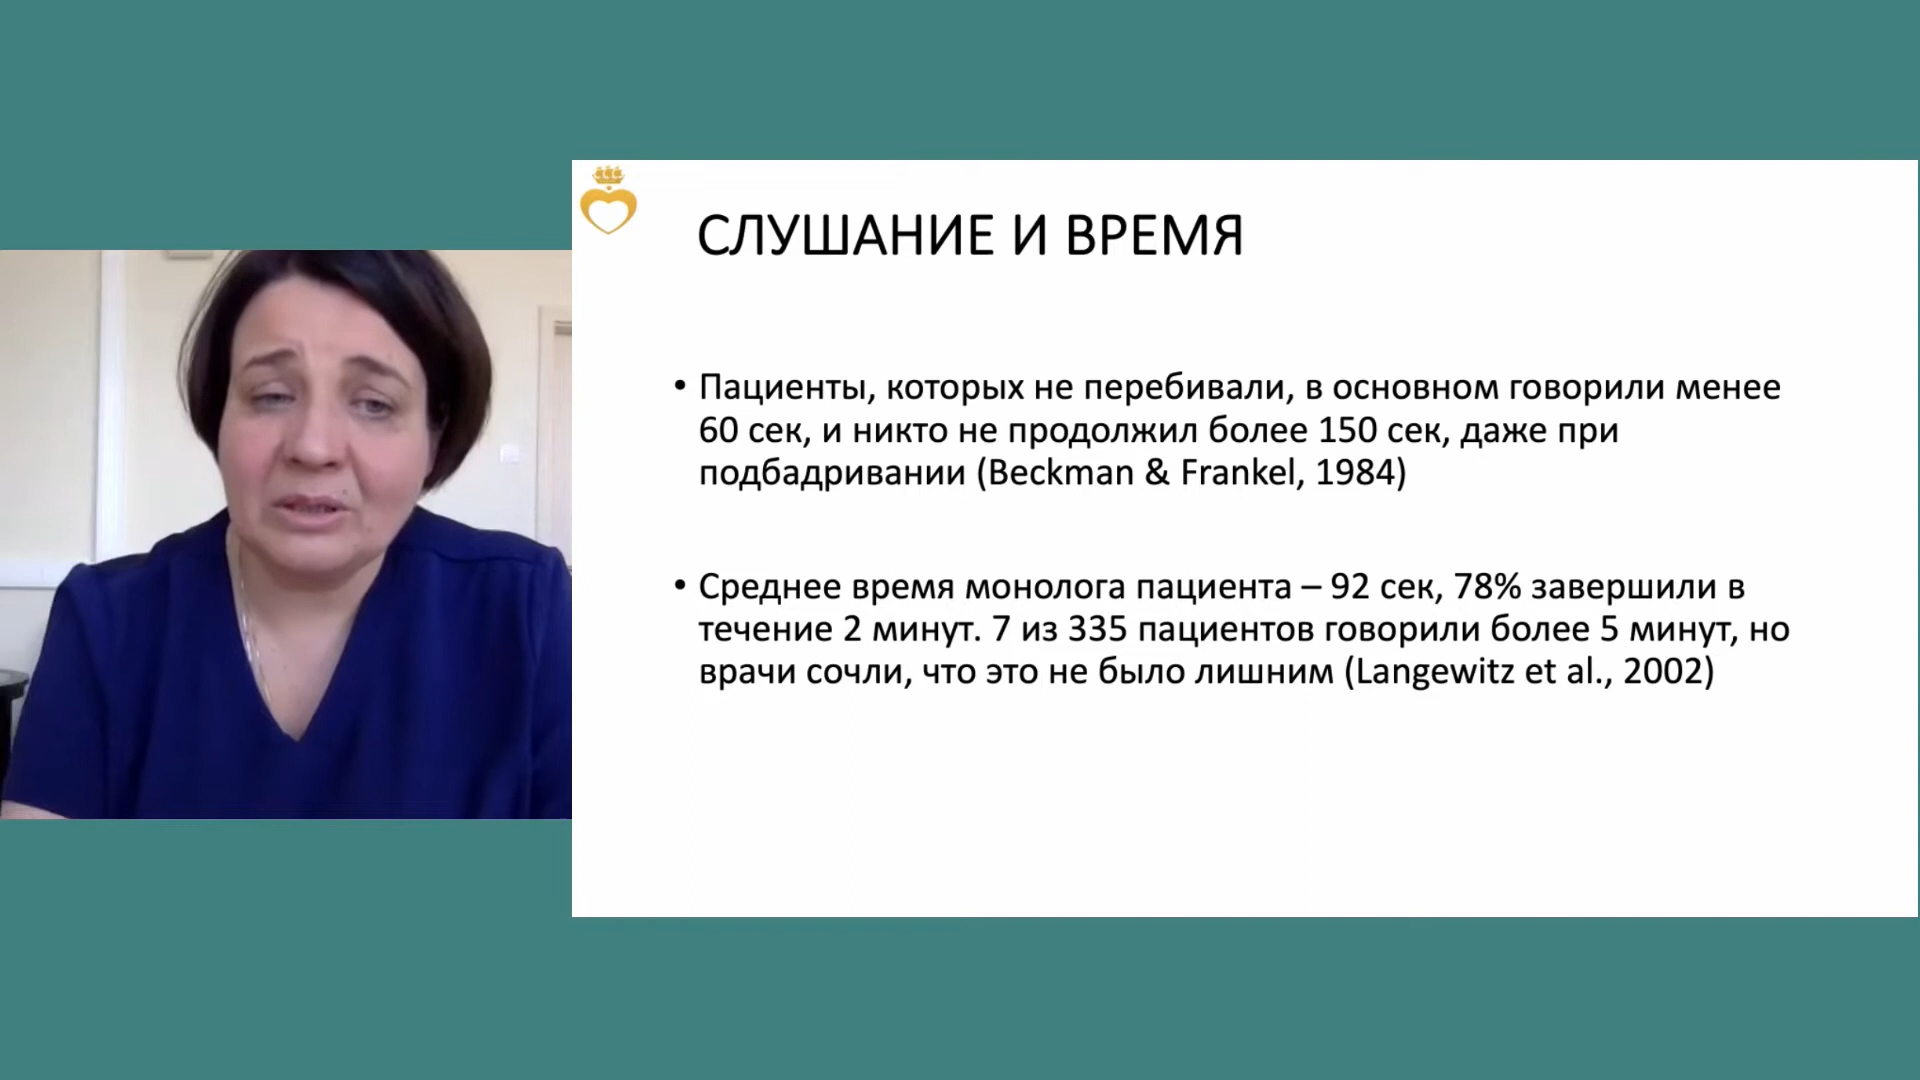 СЛУШАНИЕ И ВРЕМЯ
• Пациенты, которых не перебивали, в основном говорили менее
60 сек, и никто не продолжил более 150 сек, даже при
подбадривании (Beckman & Frankel, 1984)
• Среднее время монолога пациента – 92 сек, 78% завершили в
течение 2 минут. 7 из 335 пациентов говорили более 5 минут, но
врачи сочли, что это не было лишним (Langewitz et al., 2002)